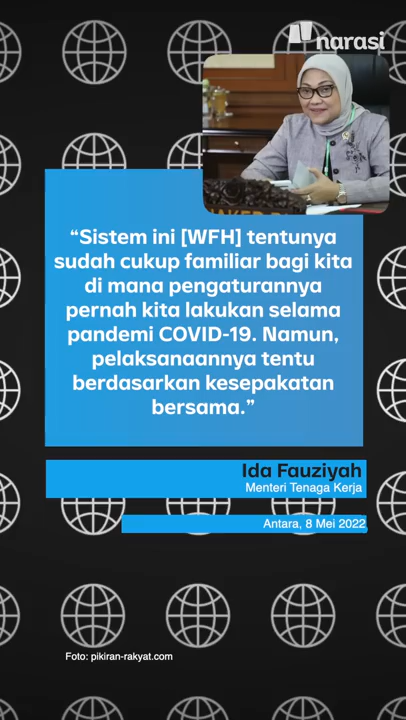 narasi
“Sistem ini [WFH] tentunya
sudah cukup familiar bagi kita
di mana pengaturannya
pernah kita lakukan selama
pandemi COVID-19. Namun,
pelaksanaannya tentu
berdasarkan kesepakatan
bersama.”
Ida Fauziyah
Menteri Tenaga Kerja
Antara, 8 Mei 2022
Foto: pikiran-rakyat.com